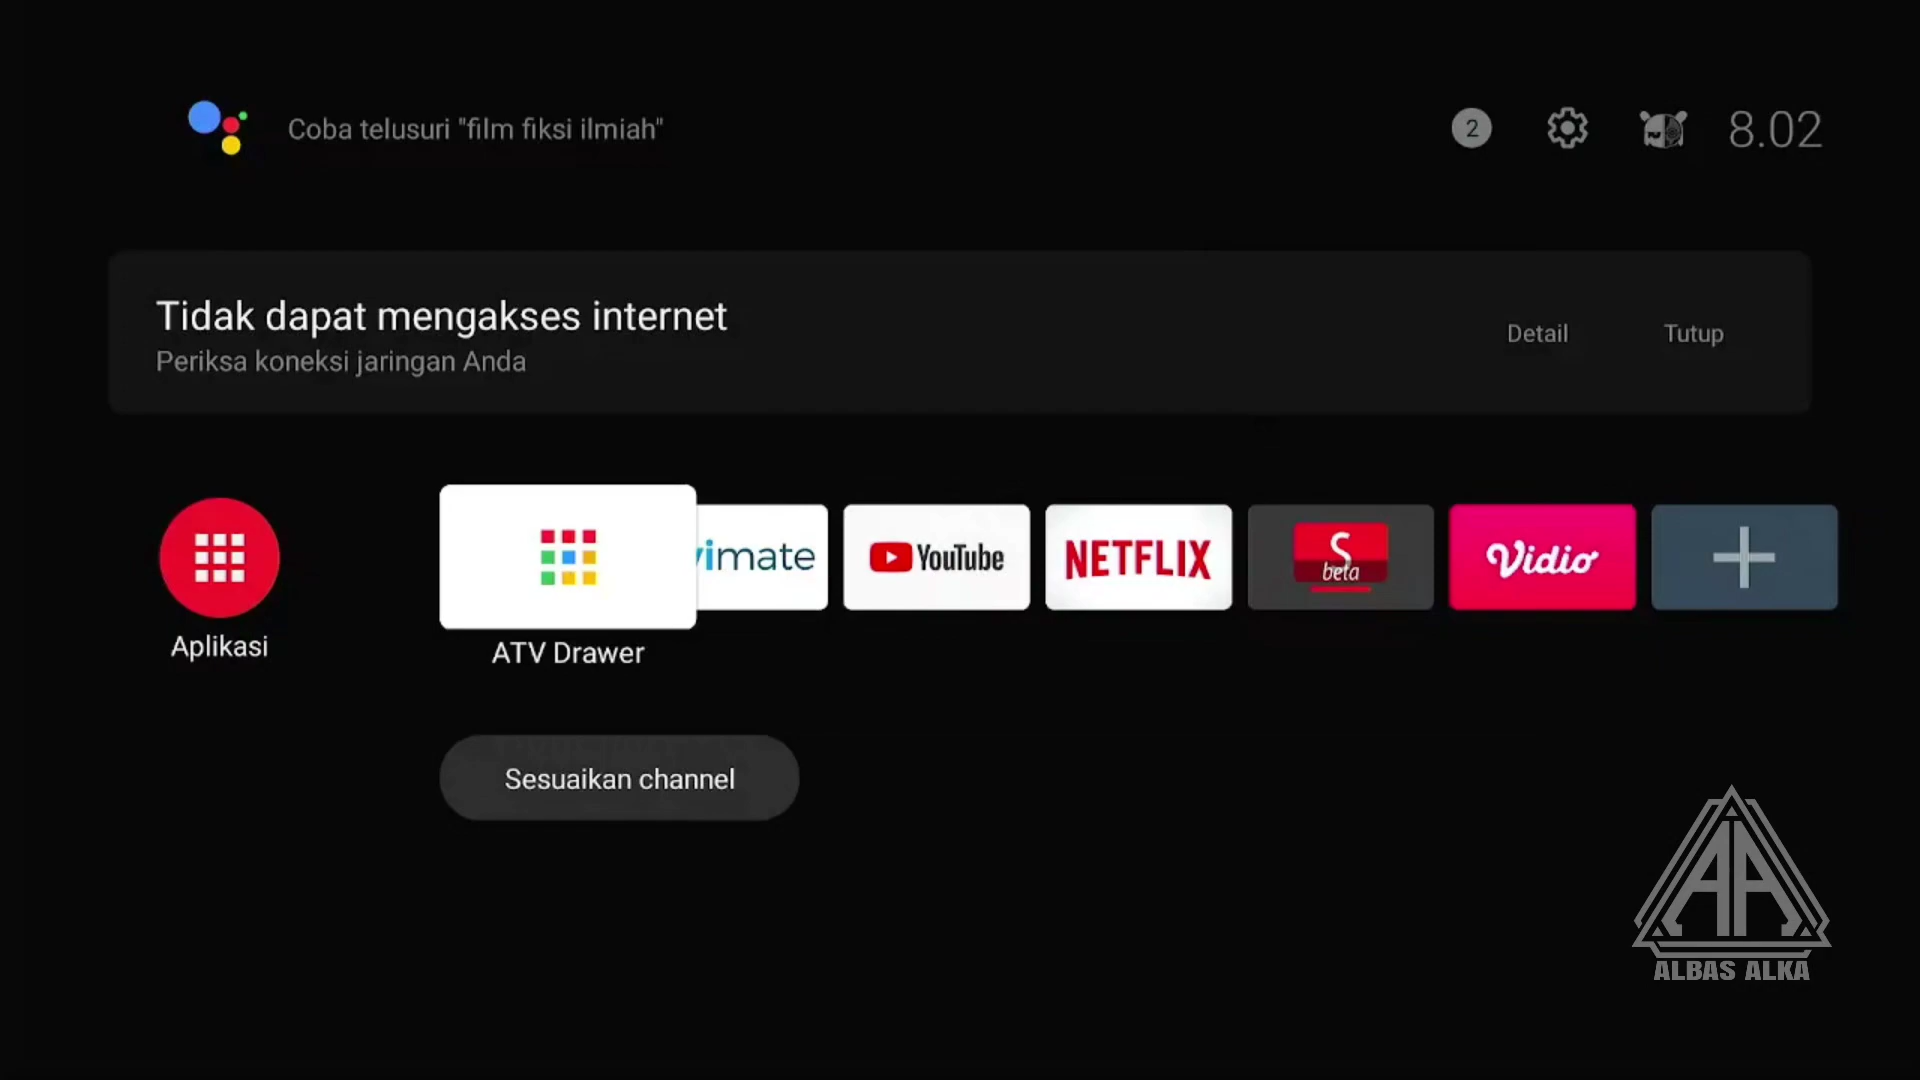 Coba telusuri "film fiksi ilmiah"
2
8.02
Tidak dapat mengakses internet
Periksa koneksi jaringan Anda
Detail
Tutup
imate
YouTube
NETFLIX
S
beta
Vidio
Aplikasi
ATV Drawer
Sesuaikan channel
AA
ALBAS ALKA